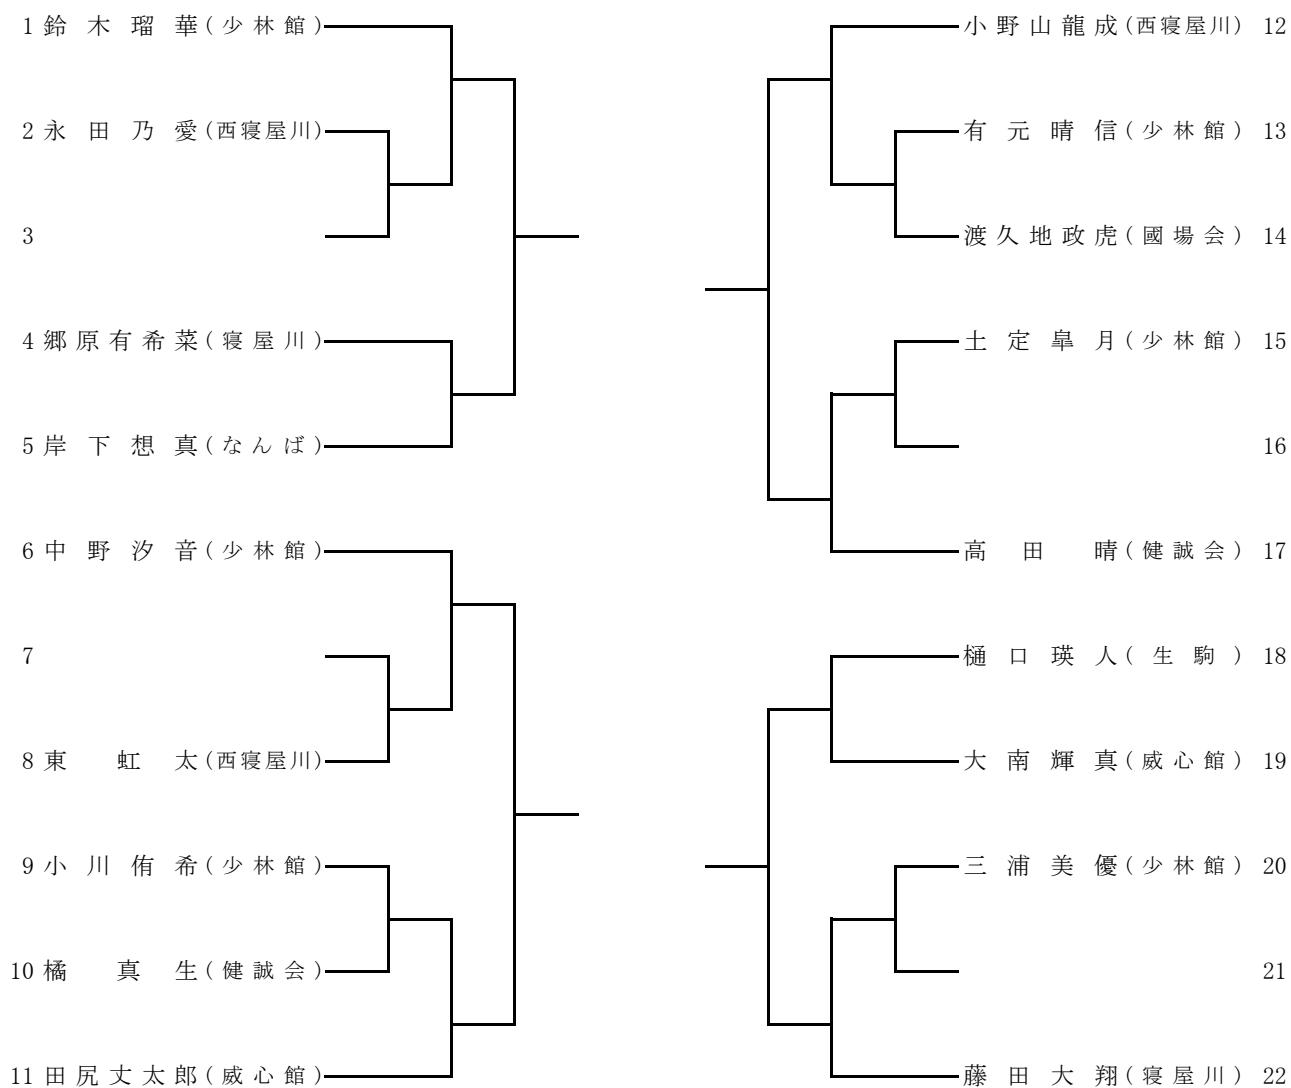 1 鈴木瑠華(少林館)
2 永田乃愛(西寝屋川)
3
4 郷原有希菜(寝屋川)
5 岸下想真(なんば)
6 中野汐音(少林館)
7
8 東虹太(西寝屋川)
9 小川侑希(少林館)
10 橘真生(健誠会)
11 田尻丈太郎(威心館)
小野山龍成(西寝屋川) 12
有元晴信(少林館) 13
渡久地政虎(國場会) 14
土定皐月(少林館) 15
16
高田晴(健誠会) 17
樋口瑛人(生駒) 18
大南輝真(威心館) 19
三浦美優(少林館) 20
21
藤田大翔(寝屋川) 22